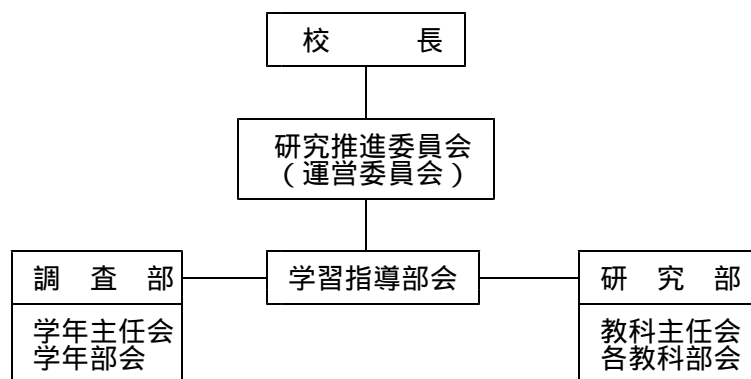 校　　　長
研究推進委員会
（運営委員会）
調　査　部
学習指導部会
研　究　部
学年主任会
学年部会
教科主任会
各教科部会